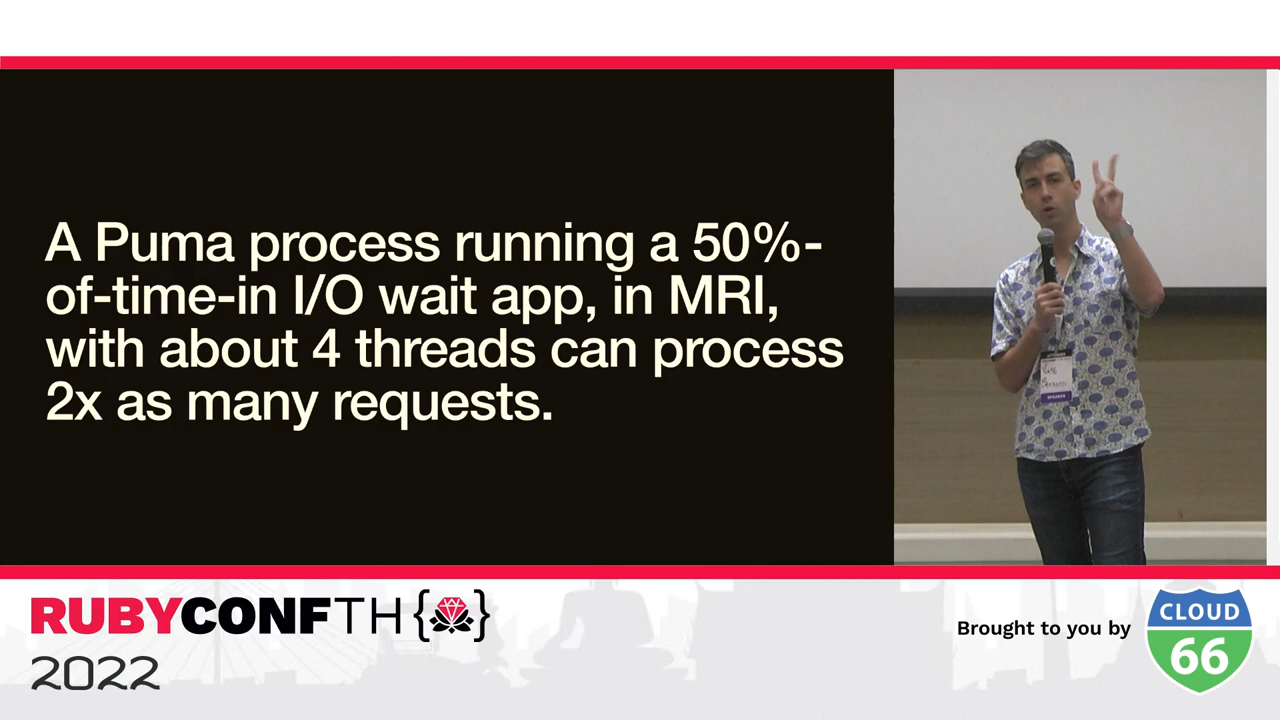 A Puma process running a 50%-
of-time-in I/O wait app, in MRI,
with about 4 threads can process
2x as many requests.
SPEAKER
RUBYCONFTH
2022
Brought to you by
CLOUD
66